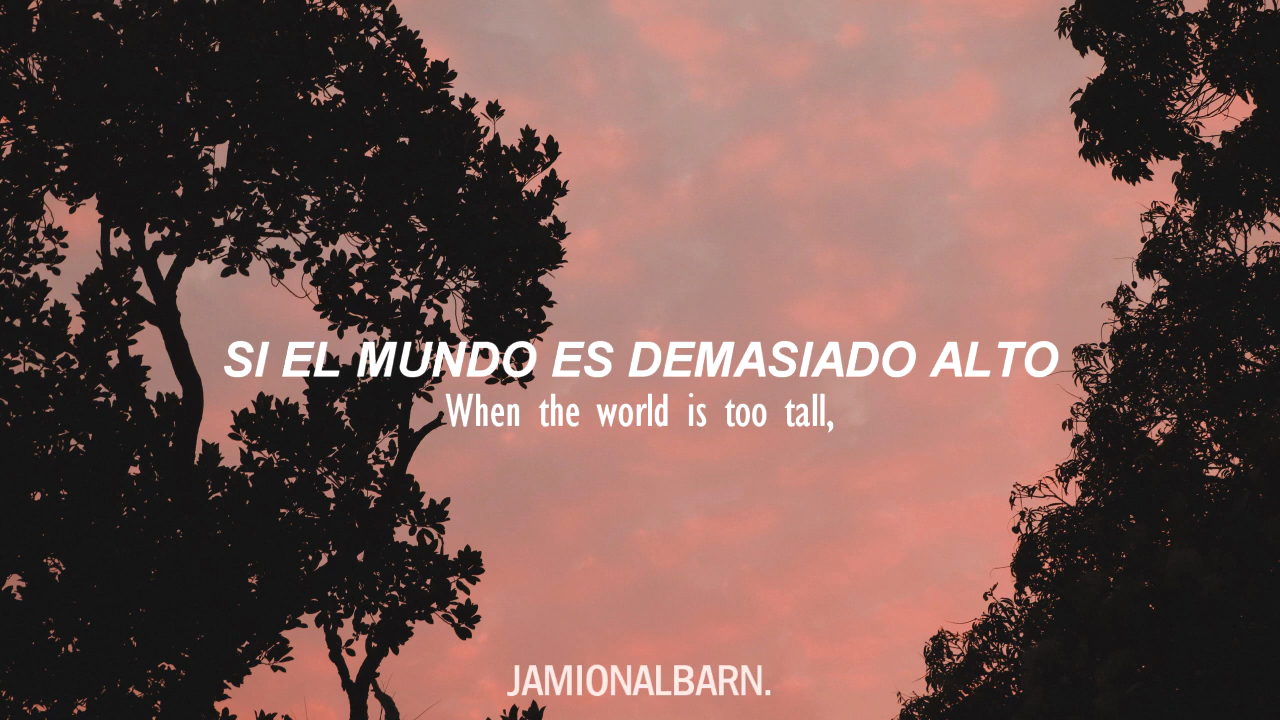 SI EL MUNDO ES DEMASIADO ALTO
When the world is too tall,
JAMIONALBARN.